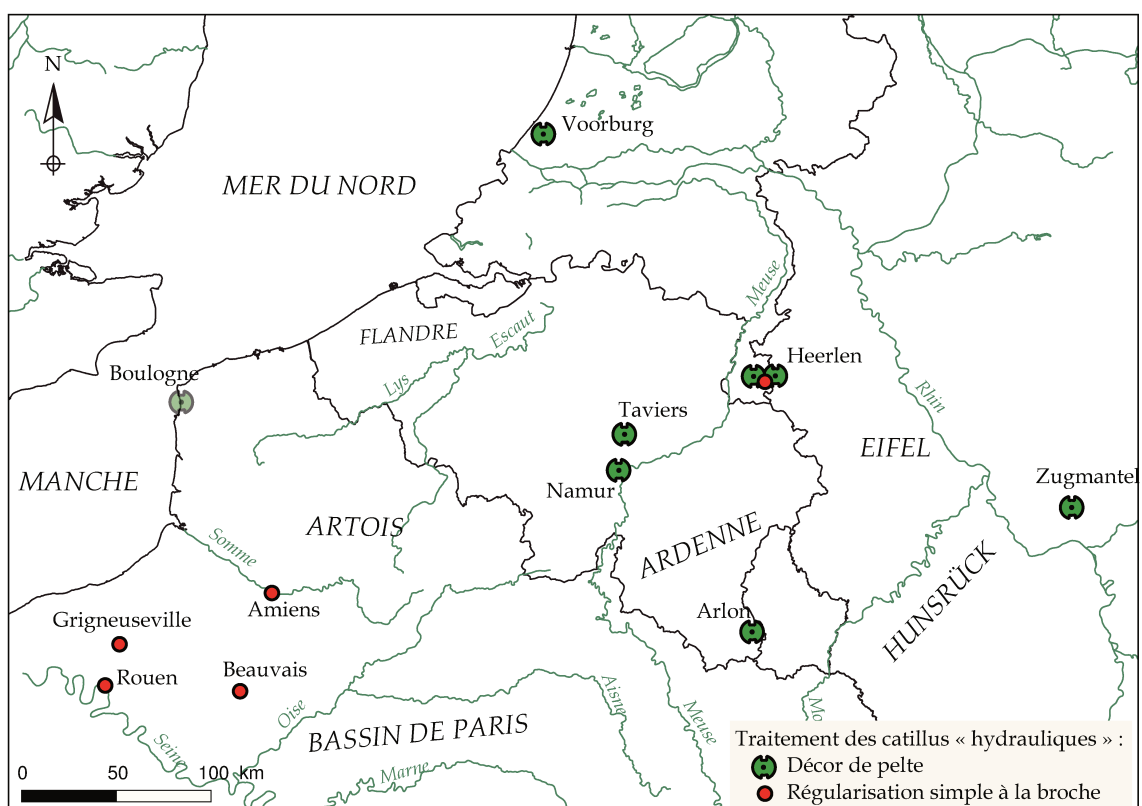 N
Voorburg
MER DU NORD
Meuse
FLANDRE
Escaut
Heerlen
Boulogne
Lys
Rhin
Taviers
EIFEL
MANCHE
Zugmantel
Namur
ARTOIS
Somme
ARDENNE
HUNSRÜCK
Amiens
Arlon
Grigneuseville
Rouen
Beauvais
Oise
Aisne
Meuse
Mo
BASSIN DE PARIS
Seine
Marne
0 50 100 km
Traitement des catillus « hydrauliques » :
Décor de pelte
Régularisation simple à la broche